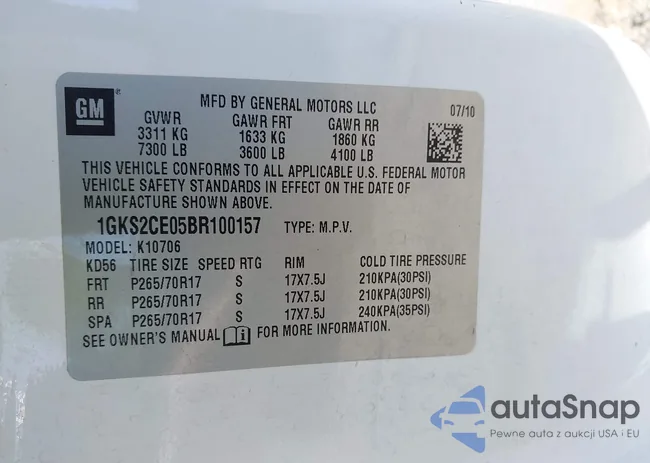 GM
MFD BY GENERAL MOTORS LLC
07/10
GVWR GAWR FRT GAWR RR
3311 KG 1633 KG 1860 KG
7300 LB 3600 LB 4100 LB
THIS VEHICLE CONFORMS TO ALL APPLICABLE U.S. FEDERAL MOTOR
VEHICLE SAFETY STANDARDS IN EFFECT ON THE DATE OF
MANUFACTURE SHOWN ABOVE.
1GKS2CE05BR100157 TYPE: M.P.V.
MODEL: K10706
KD56 TIRE SIZE SPEED RTG RIM COLD TIRE PRESSURE
FRT P265/70R17 S 17X7.5J 210KPA(30PSI)
RR P265/70R17 S 17X7.5J 210KPA(30PSI)
SPA P265/70R17 S 17X7.5J 240KPA(35PSI)
SEE OWNER'S MANUAL FOR MORE INFORMATION.
autaSnap
Pewne auta z aukcji USA i EU